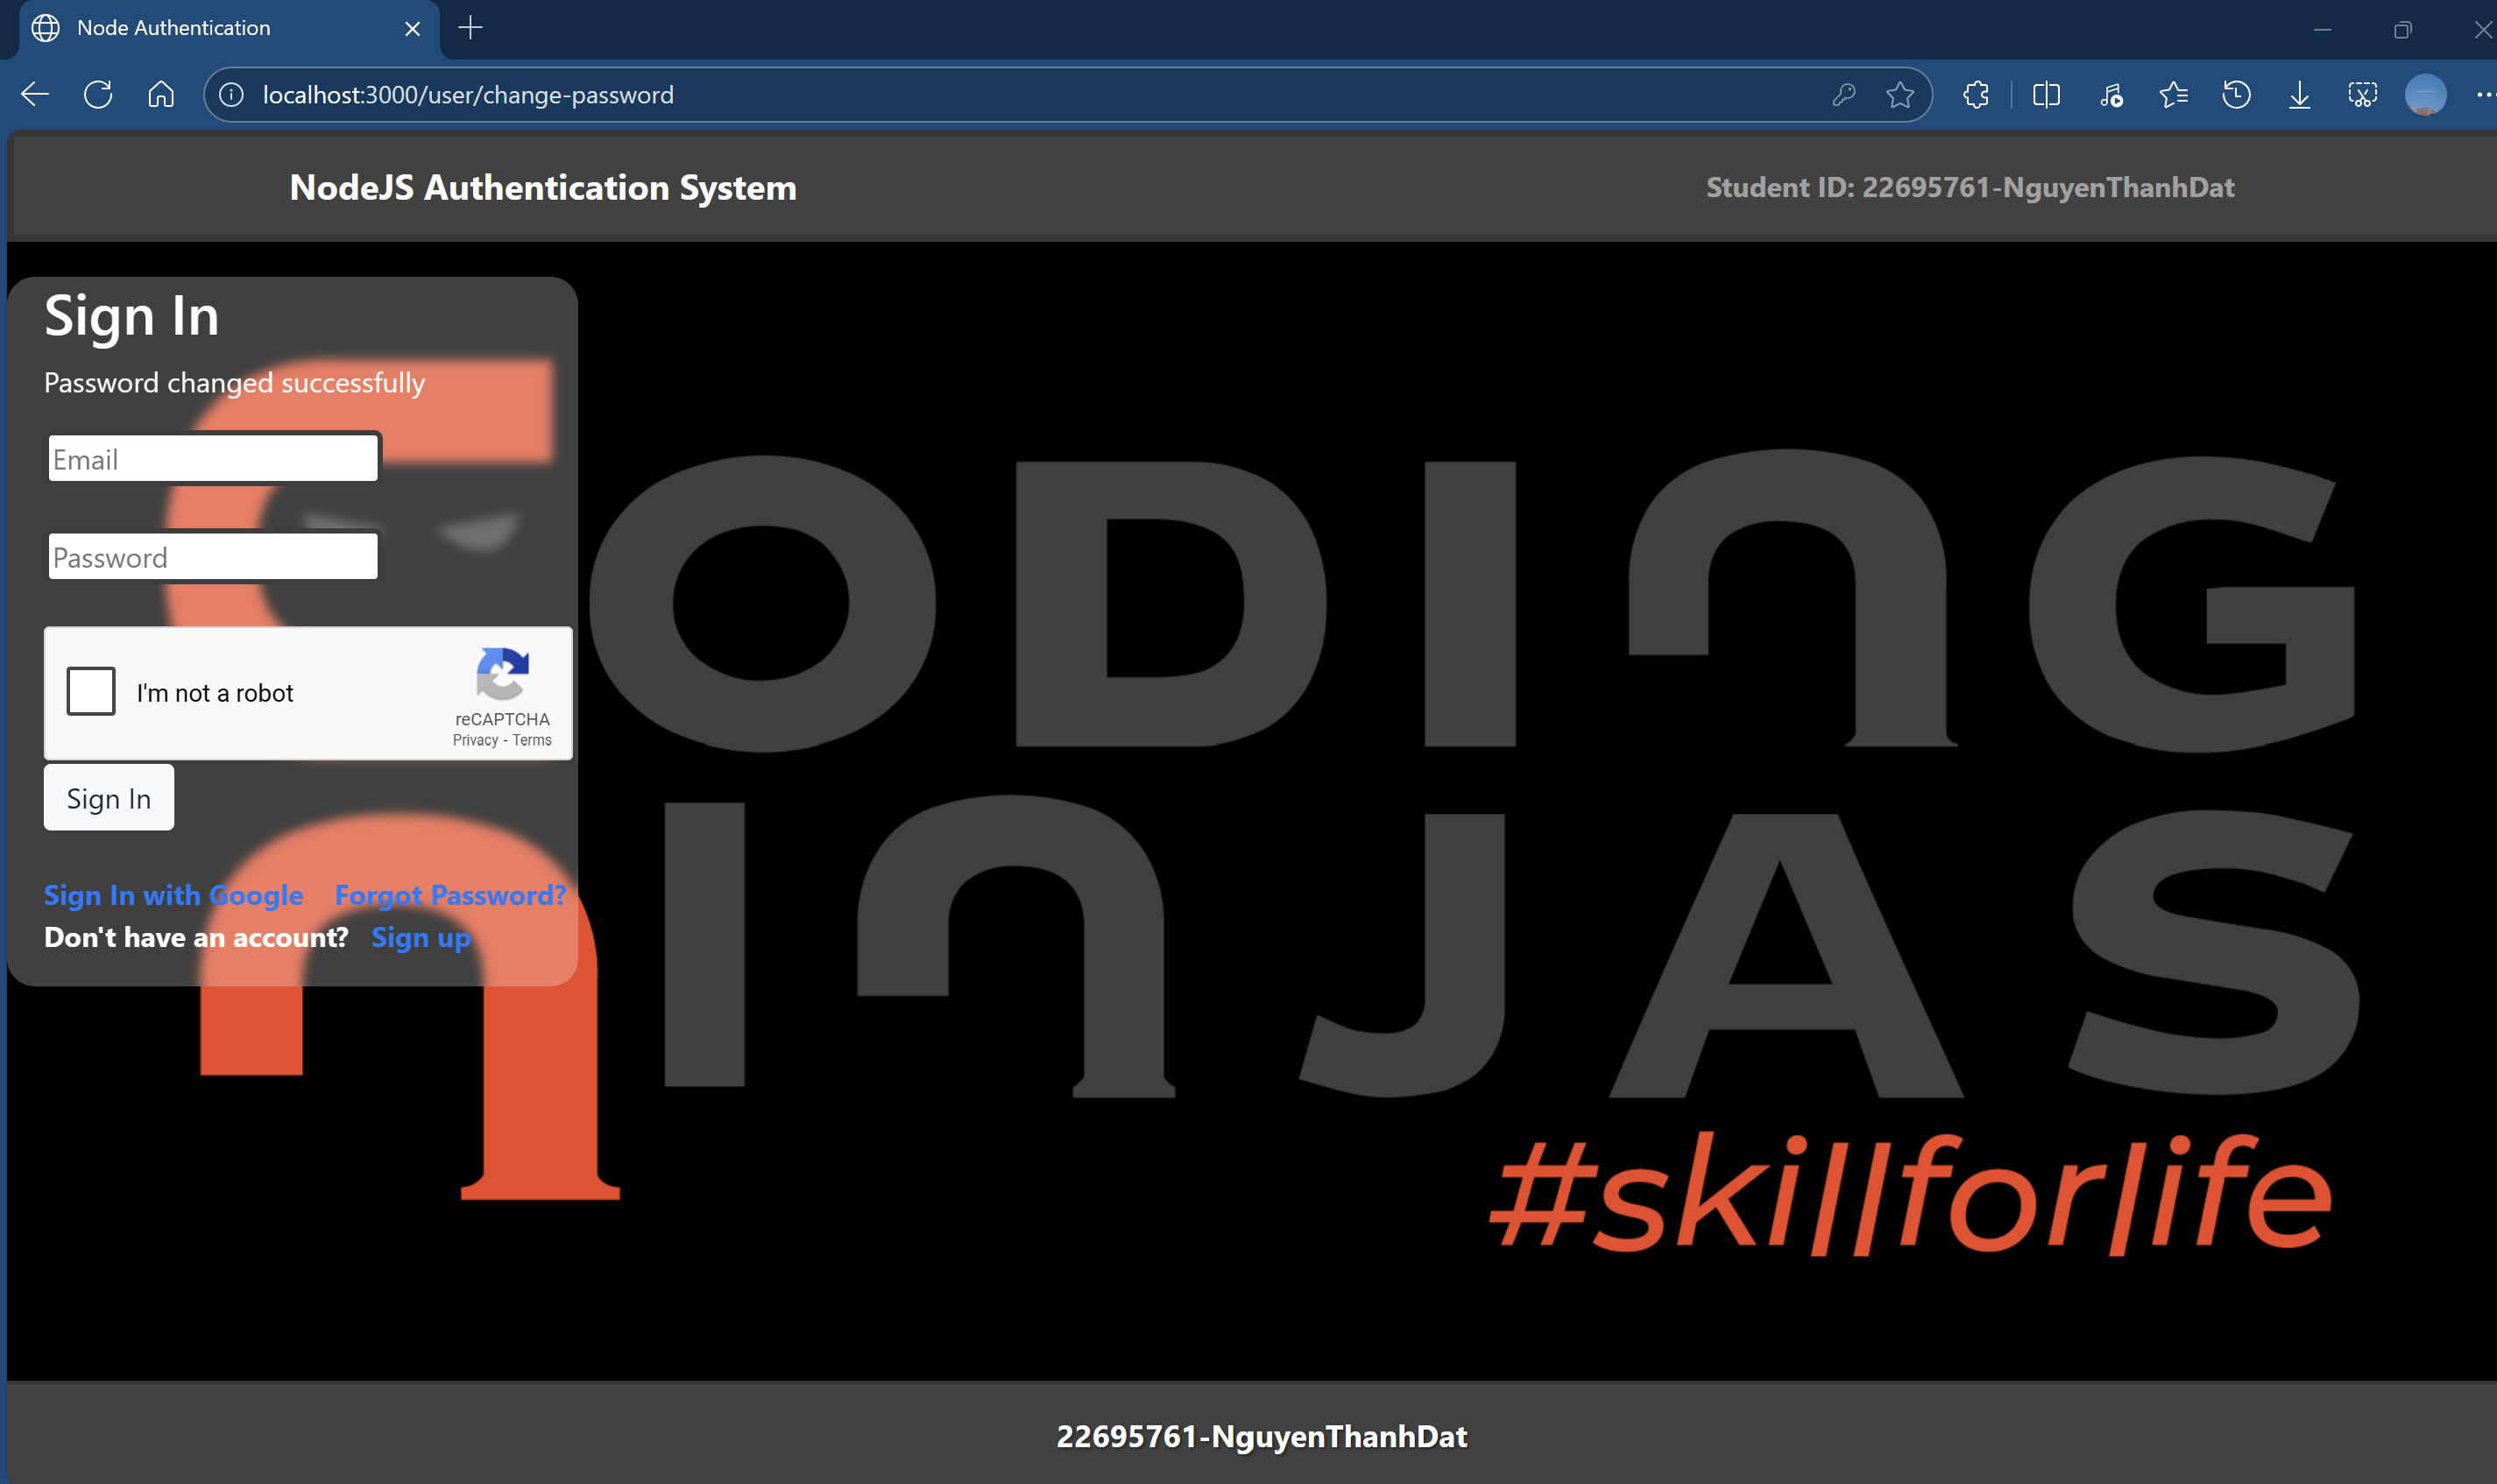 Node Authentication
localhost:3000/user/change-password
NodeJS Authentication System
Student ID: 22695761-NguyenThanhDat
Sign In
Password changed successfully
Email
Password
I'm not a robot
reCAPTCHA
Privacy - Terms
Sign In
Sign In with Google Forgot Password?
Don't have an account? Sign up
CODING
NINJAS
#skillforlife
22695761-NguyenThanhDat